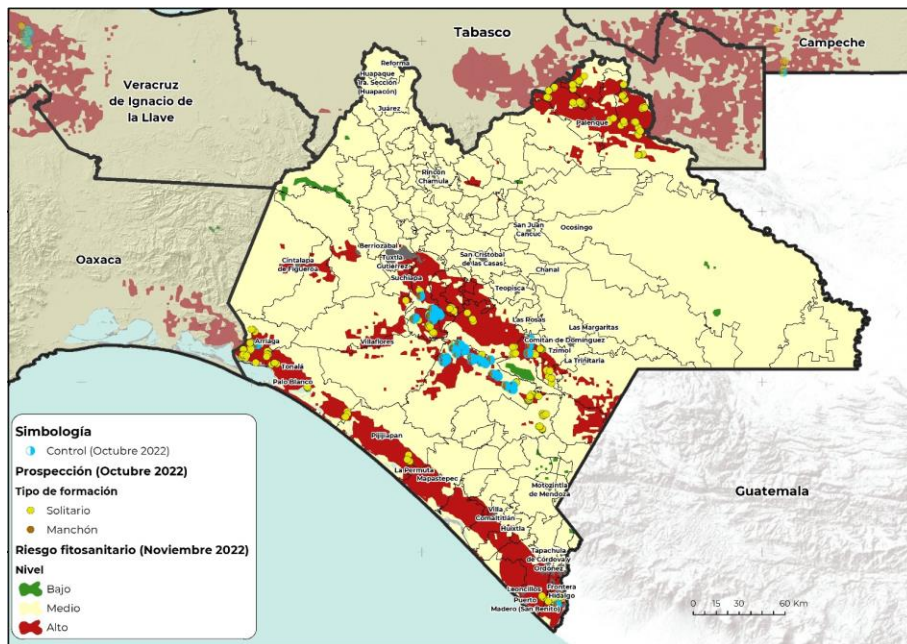 Tabasco
Campeche
Veracruz
de Ignacio de
la Llave
Reforma
Huapaque
1ra. Sección
(Huapacón)
Juárez
Palenque
Rincón
Chamula
San Juan
Cancuc
Ocosingo
Oaxaca
Berriozábal
Tuxtla
Gutiérrez
Suchiapa
Cintalapa
de Figueroa
San Cristóbal
de las Casas
Chanal
Teopisca
Las Rosas
Las Margaritas
Comitán de Domínguez
Tzimol
La Trinitaria
Villaflores
Arriaga
Tonalá
Palo Blanco
Pijijiapan
La Permuta
Mapastepec
Motozintla
de Mendoza
Guatemala
Villa
Comaltitlán
Huixtla
Tapachula
de Córdova y
Ordóñez
Leoncillos
Frontera
Hidalgo
Puerto
Madero (San Benito)
Simbología
Control (Octubre 2022)
Prospección (Octubre 2022)
Tipo de formación
Solitario
Manchón
Riesgo fitosanitario (Noviembre 2022)
Nivel
Bajo
Medio
Alto
0 15 30 60 Km